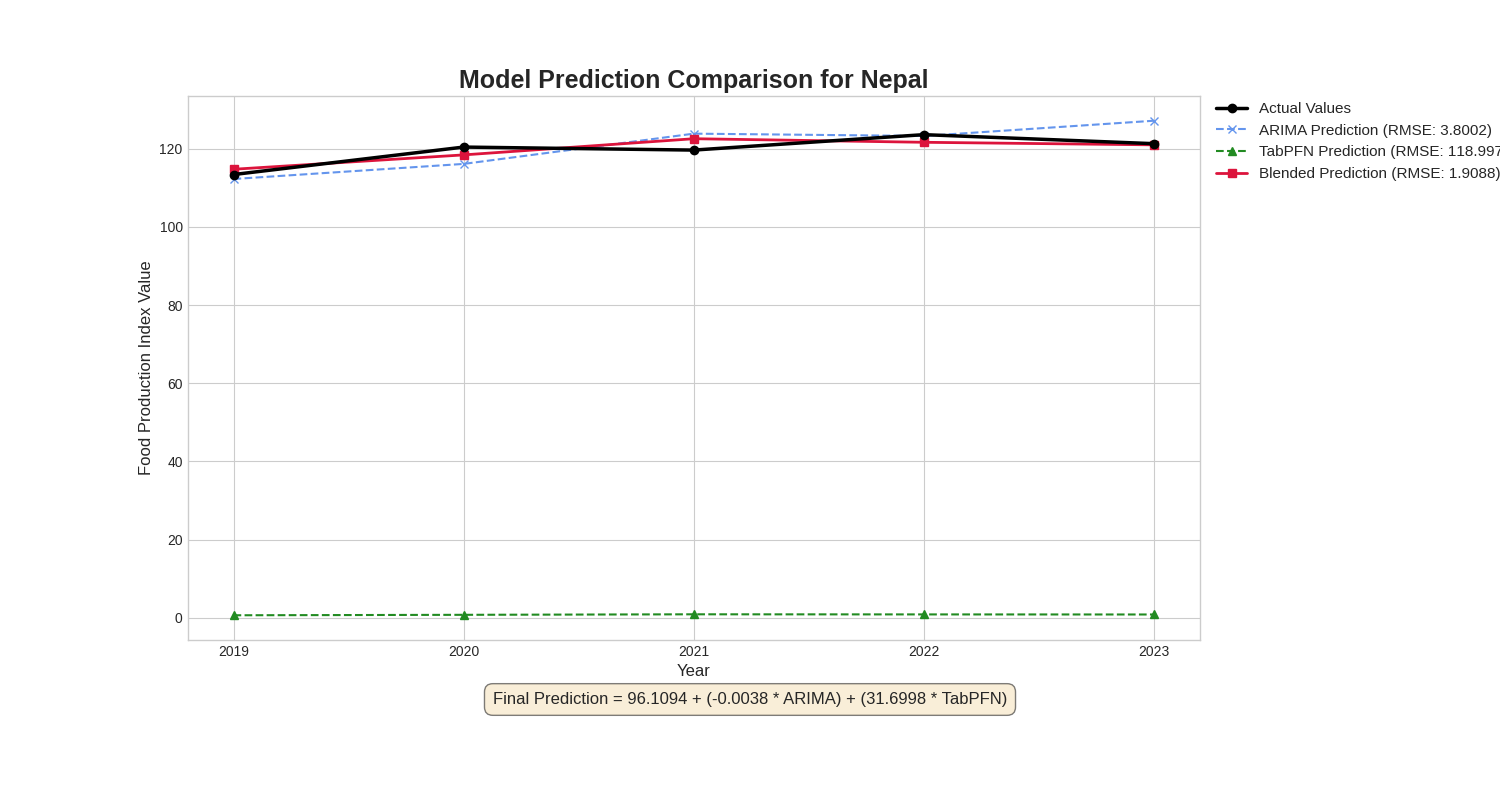 Model Prediction Comparison for Nepal
Actual Values
ARIMA Prediction (RMSE: 3.8002)
TabPFN Prediction (RMSE: 118.997
Blended Prediction (RMSE: 1.9088)
Food Production Index Value
120
100
80
60
40
20
0
2019 2020 2021 2022 2023
Year
Final Prediction = 96.1094 + (-0.0038 * ARIMA) + (31.6998 * TabPFN)